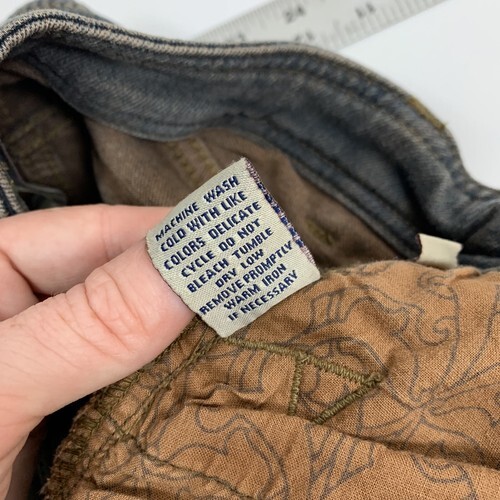 MACHINE WASH
COLD WITH LIKE
COLORS DELICATE
CYCLE DO NOT
BLEACH TUMBLE
DRY LOW
REMOVE PROMPTLY
WARM IRON
IF NECESSARY